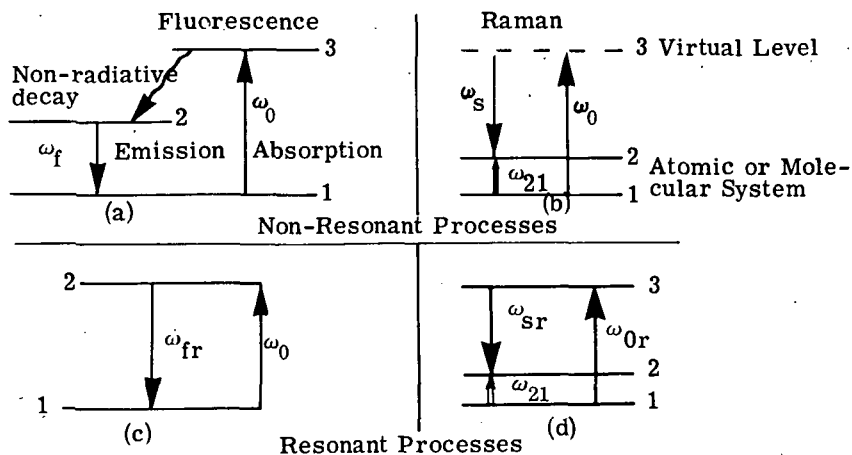 Fluorescence
3
Non-radiative
decay
2
ω0
ωf
Emission
Absorption
1
(a)
Raman
3 Virtual Level
ωs
ω0
2
ω21
Atomic or Mole-
cular System
1
(b)
Non-Resonant Processes
2
ωfr
ω0
1
(c)
3
ωsr
ω0r
2
ω21
1
(d)
Resonant Processes